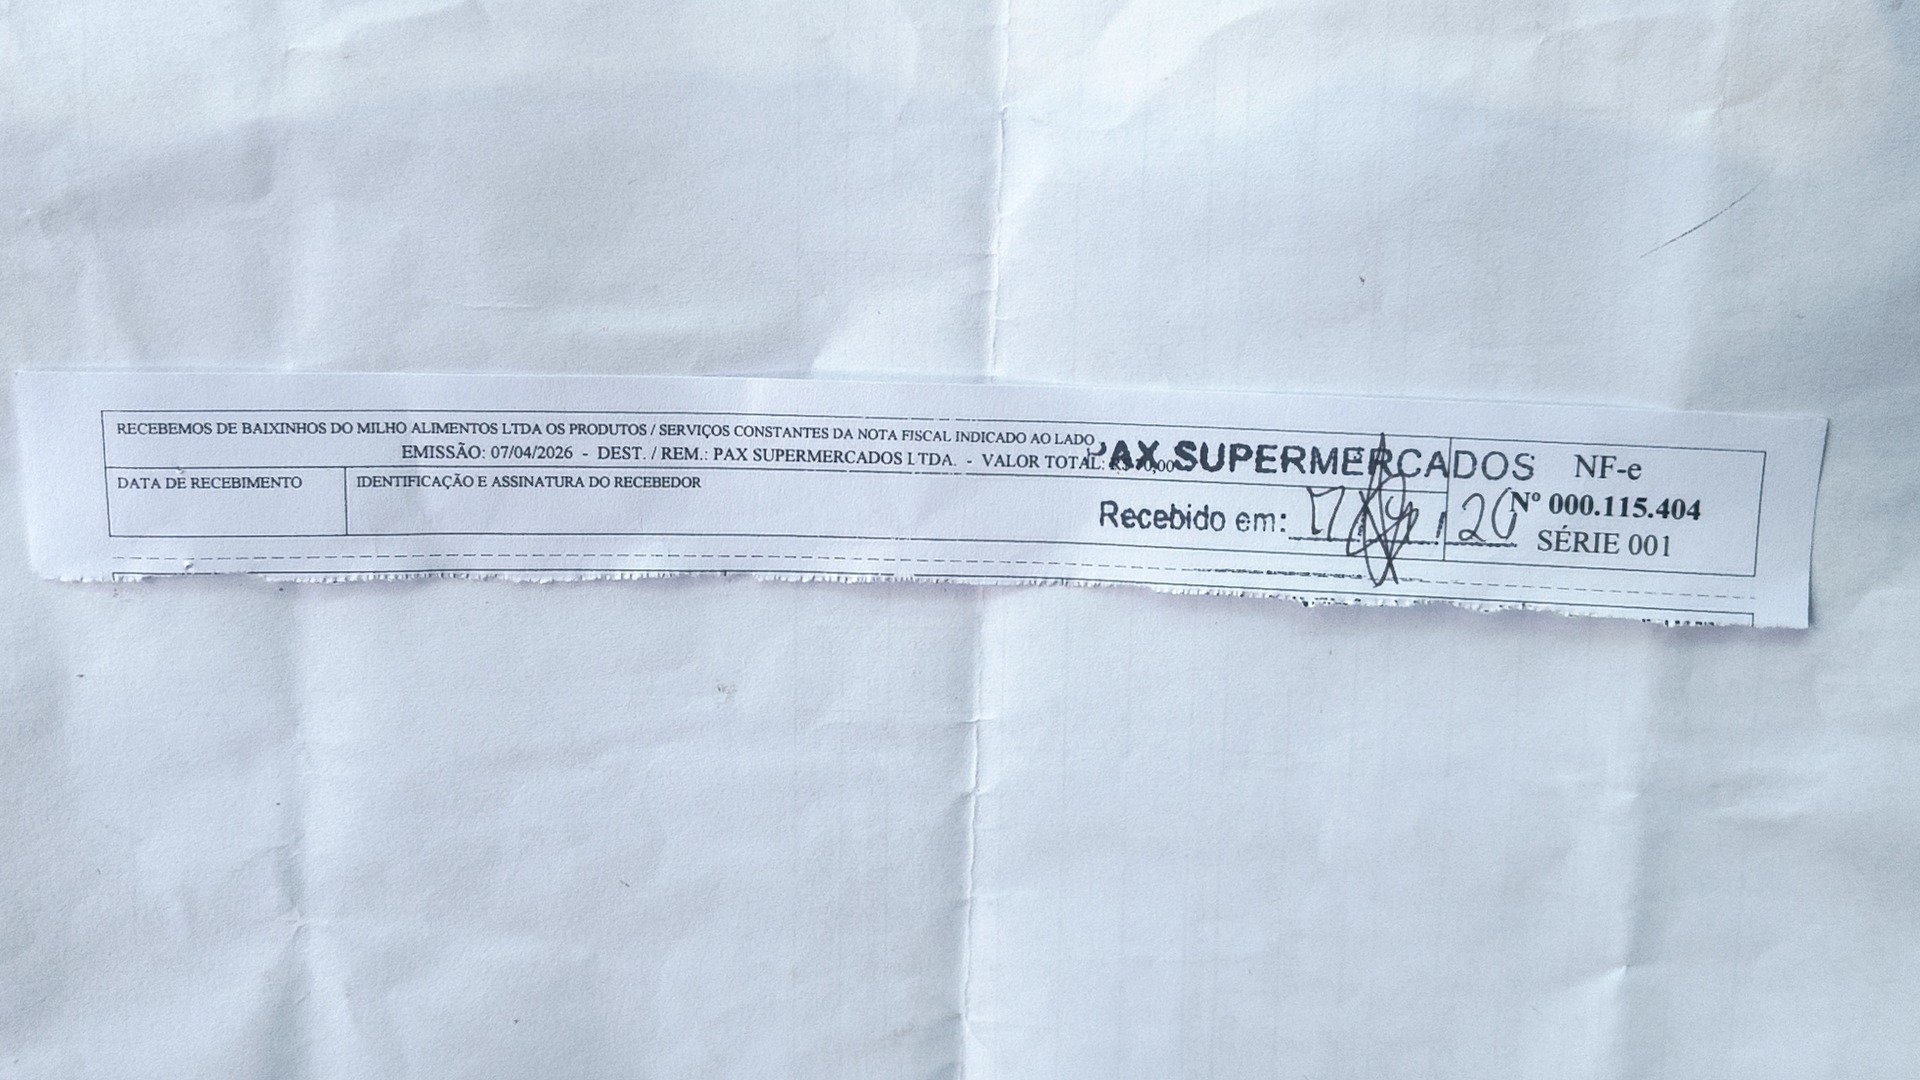 RECEBEMOS DE BAIXINHOS DO MILHO ALIMENTOS LTDA OS PRODUTOS / SERVIÇOS CONSTANTES DA NOTA FISCAL INDICADO AO LADO
EMISSÃO: 07/04/2026 - DEST. / REM.: PAX SUPERMERCADOS LTDA. - VALOR TOTAL:
PAX SUPERMERCADOS
NF-e
DATA DE RECEBIMENTO
IDENTIFICAÇÃO E ASSINATURA DO RECEBEDOR
Recebido em:
Nº 000.115.404
SÉRIE 001